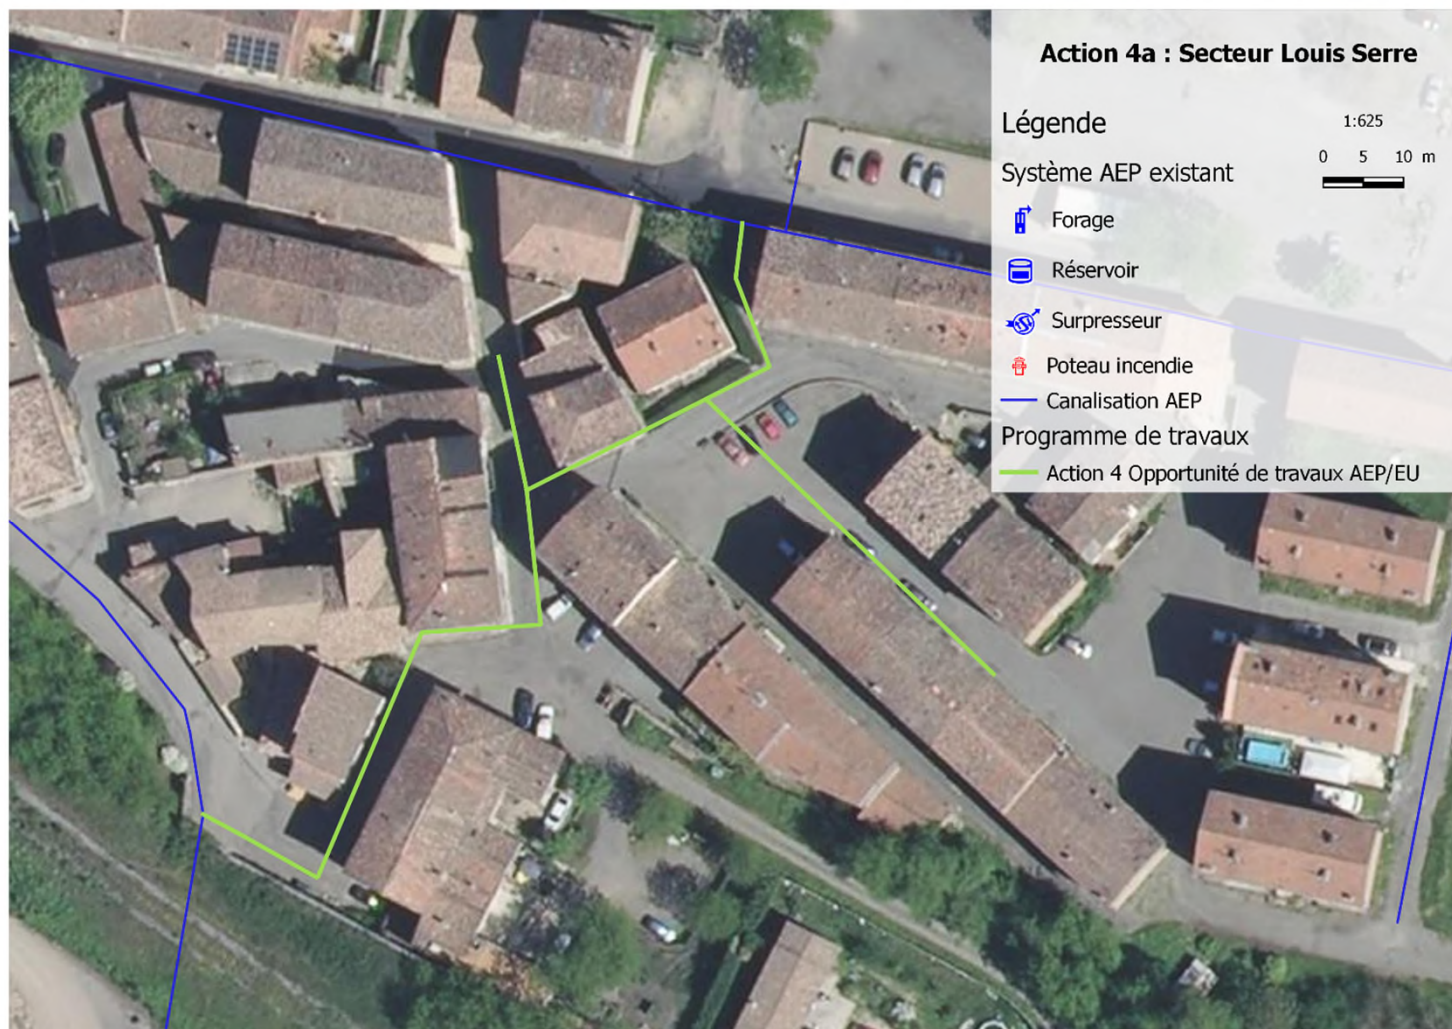 Action 4a : Secteur Louis Serre
Légende
1:625
0 5 10 m
Système AEP existant
Forage
Réservoir
Surpresseur
Poteau incendie
Canalisation AEP
Programme de travaux
Action 4 Opportunité de travaux AEP/EU